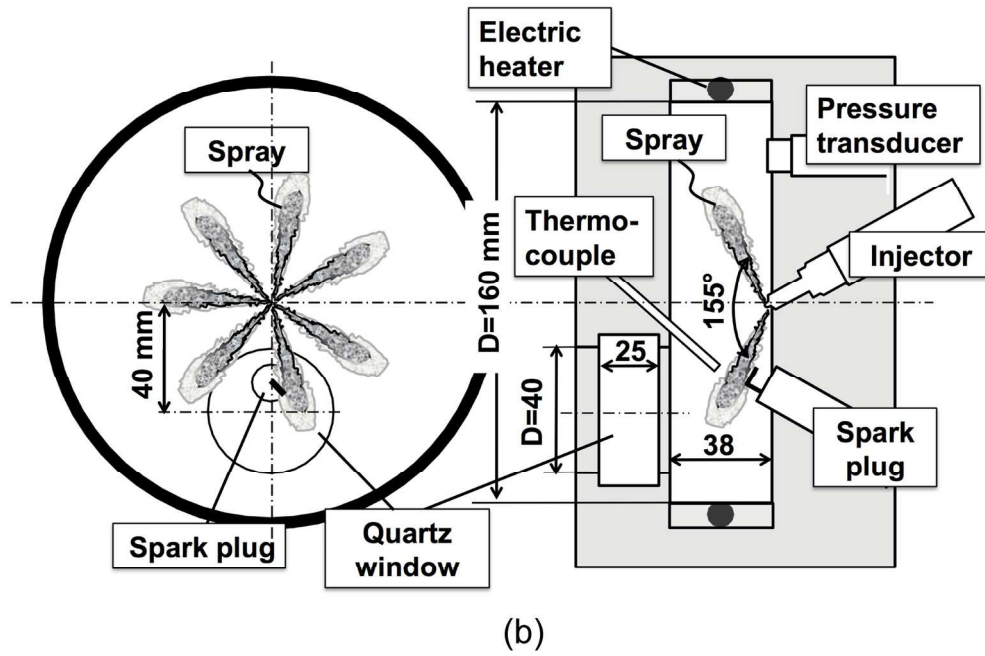 Electric
heater
Spray
Spray
Pressure
transducer
Thermo-
couple
Injector
D=160 mm
155°
40 mm
25
D=40
38
Spark
plug
Spark plug
Quartz
window
(b)